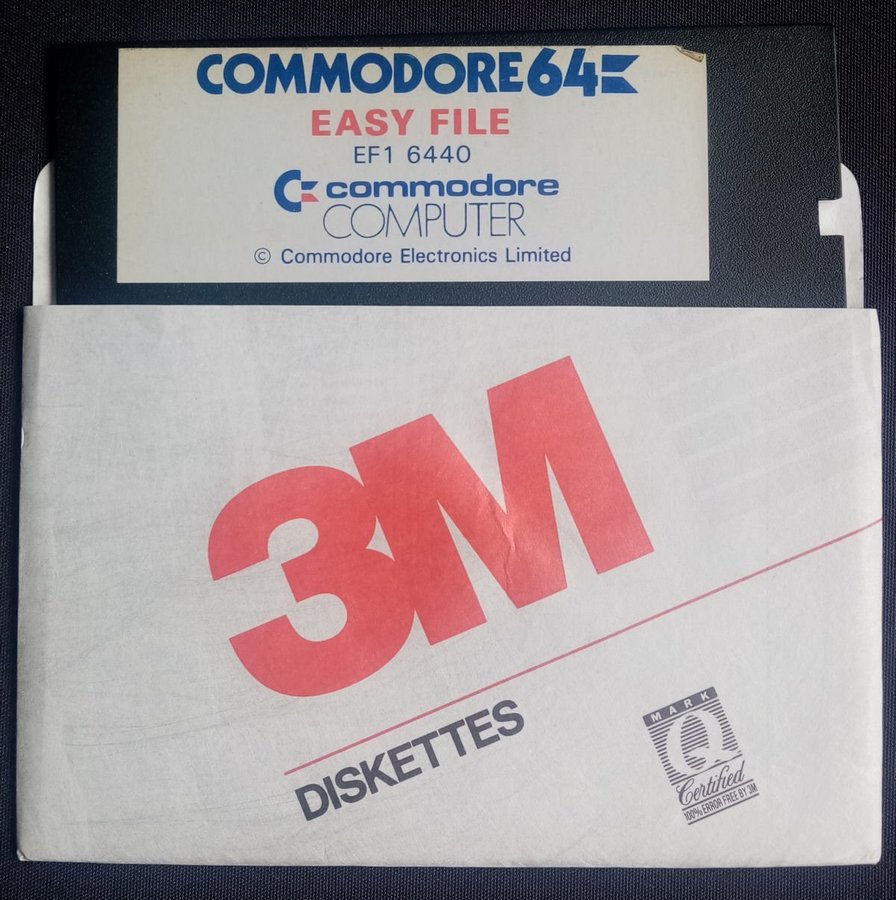 COMMODORE 64
EASY FILE
EF1 6440
commodore
COMPUTER
© Commodore Electronics Limited
3M
DISKETTES
MARK
Q
Certified
100% ERROR FREE BY 3M